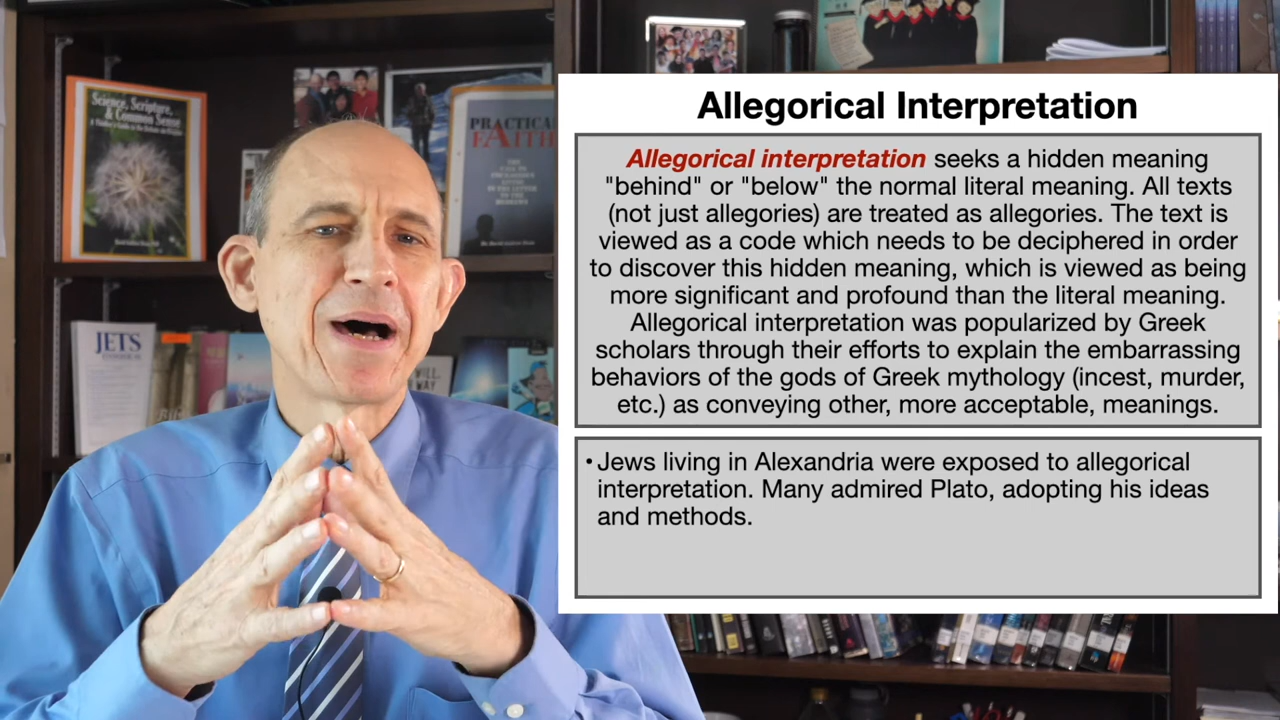 Science, Scripture,
& Common Sense
PRACTICAL
FAITH
JETS
Allegorical Interpretation
Allegorical interpretation seeks a hidden meaning
"behind" or "below" the normal literal meaning. All texts
(not just allegories) are treated as allegories. The text is
viewed as a code which needs to be deciphered in order
to discover this hidden meaning, which is viewed as being
more significant and profound than the literal meaning.
Allegorical interpretation was popularized by Greek
scholars through their efforts to explain the embarrassing
behaviors of the gods of Greek mythology (incest, murder,
etc.) as conveying other, more acceptable, meanings.
• Jews living in Alexandria were exposed to allegorical
interpretation. Many admired Plato, adopting his ideas
and methods.